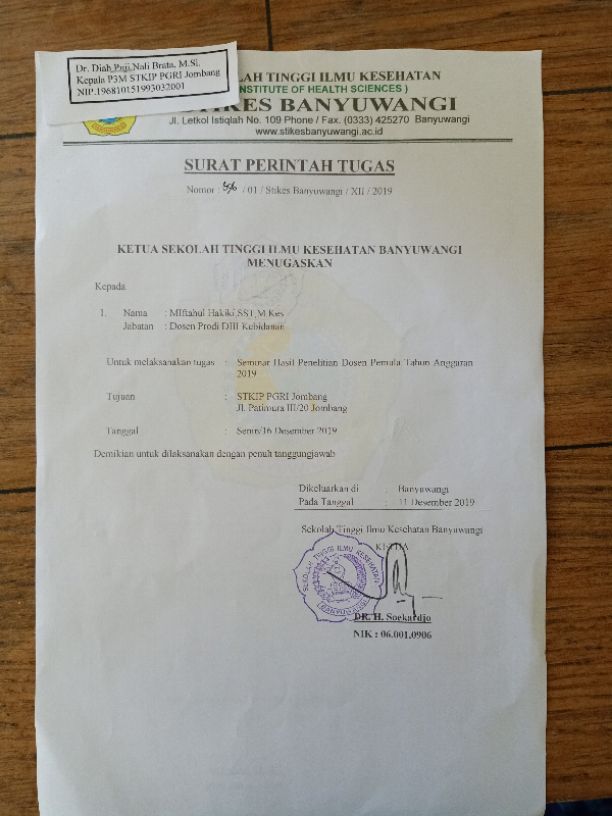 Dr. Diah Puji Nali Brata, M.Si.
Kepala P3M STKIP PGRI Jombang
NIP.196810151993032001
LAH TINGGI ILMU KESEHATAN
INSTITUTE OF HEALTH SCIENCES )
STIKES BANYUWANGI
Jl. Letkol Istiqlah No. 109 Phone / Fax. (0333) 425270 Banyuwangi
www.stikesbanyuwangi.ac.id
SURAT PERINTAH TUGAS
Nomor : / 01 / Stikes Banyuwangi / XII / 2019
KETUA SEKOLAH TINGGI ILMU KESEHATAN BANYUWANGI
MENUGASKAN
Kepada
1. Nama : MIftahul Hakiki,SST,M.Kes
Jabatan : Dosen Prodi DIII Kebidanan
Untuk melaksanakan tugas : Seminar Hasil Penelitian Dosen Pemula Tahun Anggaran
2019
Tujuan : STKIP PGRI Jombang
Jl. Patimura III/20 Jombang
Tanggal : Senin/16 Desember 2019
Demikian untuk dilaksanakan dengan penuh tanggungjawab
Dikeluarkan di : Banyuwangi
Pada Tanggal : 11 Desember 2019
Sekolah Tinggi Ilmu Kesehatan Banyuwangi
KETUA
SEKOLAH TINGGI ILMU KESEHATAN
BANYUWANGI
DR. H. Soekardjo
NIK : 06.001.0906